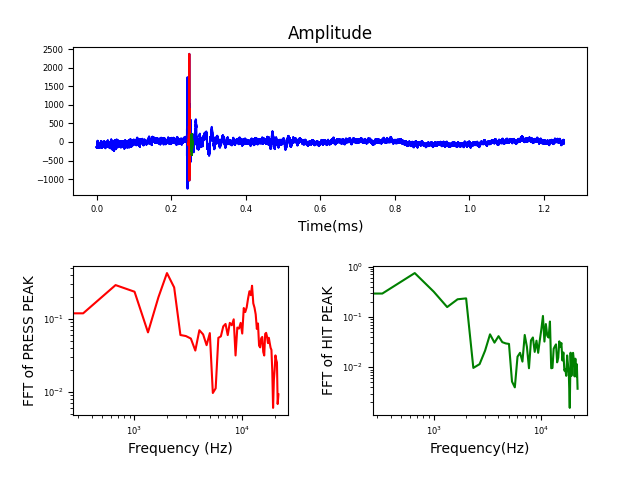 Amplitude
2500
2000
1500
1000
500
0
−500
−1000
0.0 0.2 0.4 0.6 0.8 1.0 1.2
Time(ms)
FFT of PRESS PEAK
10⁻¹
10⁻²
10³ 10⁴
Frequency (Hz)
FFT of HIT PEAK
10⁰
10⁻¹
10⁻²
10³ 10⁴
Frequency(Hz)